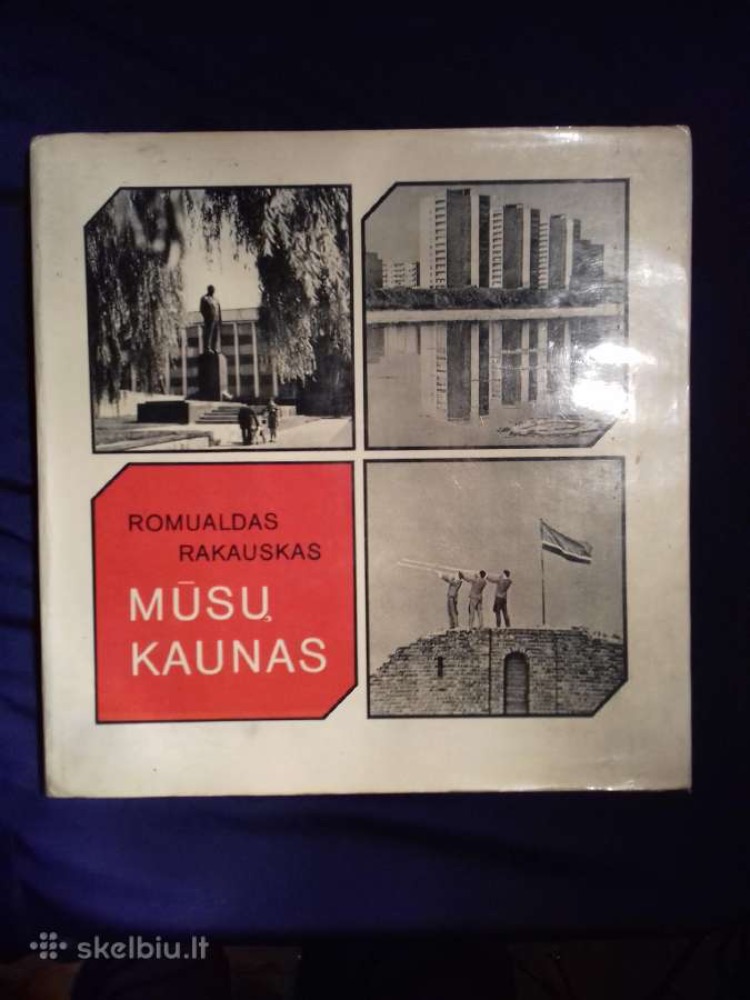 ROMUALDAS
RAKAUSKAS
MŪSŲ
KAUNAS
skelbiu.lt